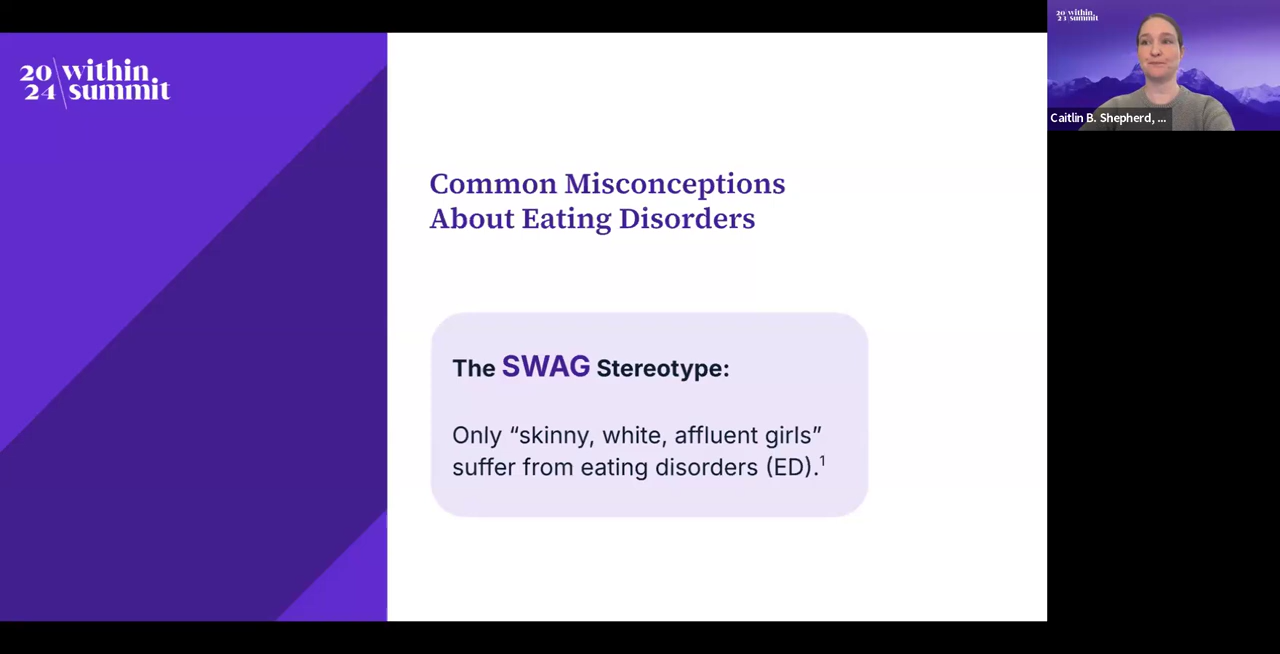 20 within
24 summit
Common Misconceptions
About Eating Disorders
The SWAG Stereotype:
Only “skinny, white, affluent girls”
suffer from eating disorders (ED).1
20 within
23 summit
Caitlin B. Shepherd, ...